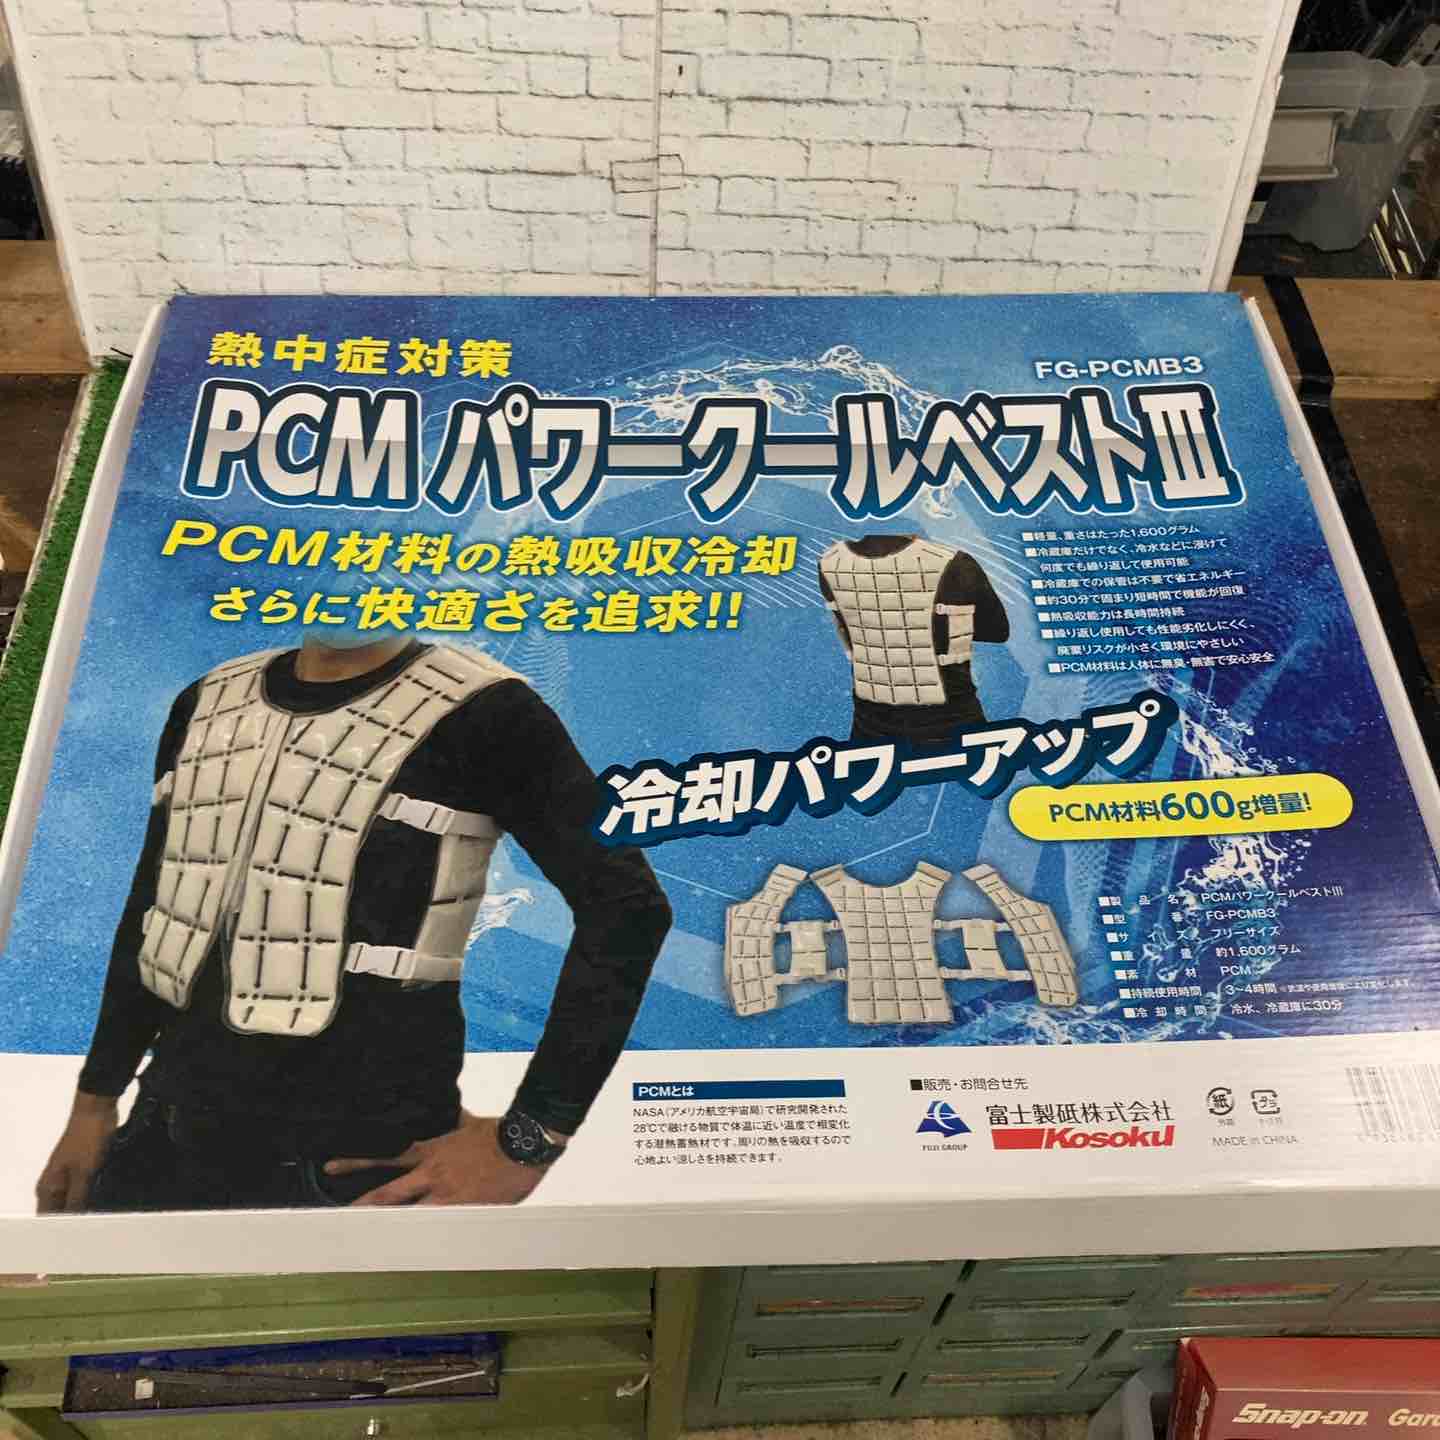 熱中症対策
FG-PCMB3
PCM パワークールベストⅢ
PCM材料の熱吸収冷却
さらに快適さを追求!!
■軽量、重さはたった1,600グラム
■冷蔵庫だけでなく、冷水などに浸けて
何度でも繰り返して使用可能
■冷蔵庫での保管は不要で省エネルギー
■約30分で固まり短時間で機能が回復
■熱吸収能力は長時間持続
■繰り返し使用しても性能劣化しにくく、
廃棄リスクが小さく環境にやさしい
■PCM材料は人体に無臭・無害で安心安全
冷却パワーアップ
PCM材料600g増量!
■製品名 PCMパワークールベストⅢ
■型番 FG-PCMB3
■サイズ フリーサイズ
■重量 約1,600グラム
■素材 PCM
■持続使用時間 3~4時間
■冷却時間 冷水、冷蔵庫に30分
PCMとは
NASA(アメリカ航空宇宙局)で研究開発された
28℃で融ける物質で体温に近い温度で相変化
する潜熱蓄熱材です。周りの熱を吸収するので
心地よい涼しさを持続できます。
■販売・お問合せ先
FUJI GROUP
富士製砥株式会社
Kosoku
紙
外箱
プラ
MADE in CHINA
Snap-on